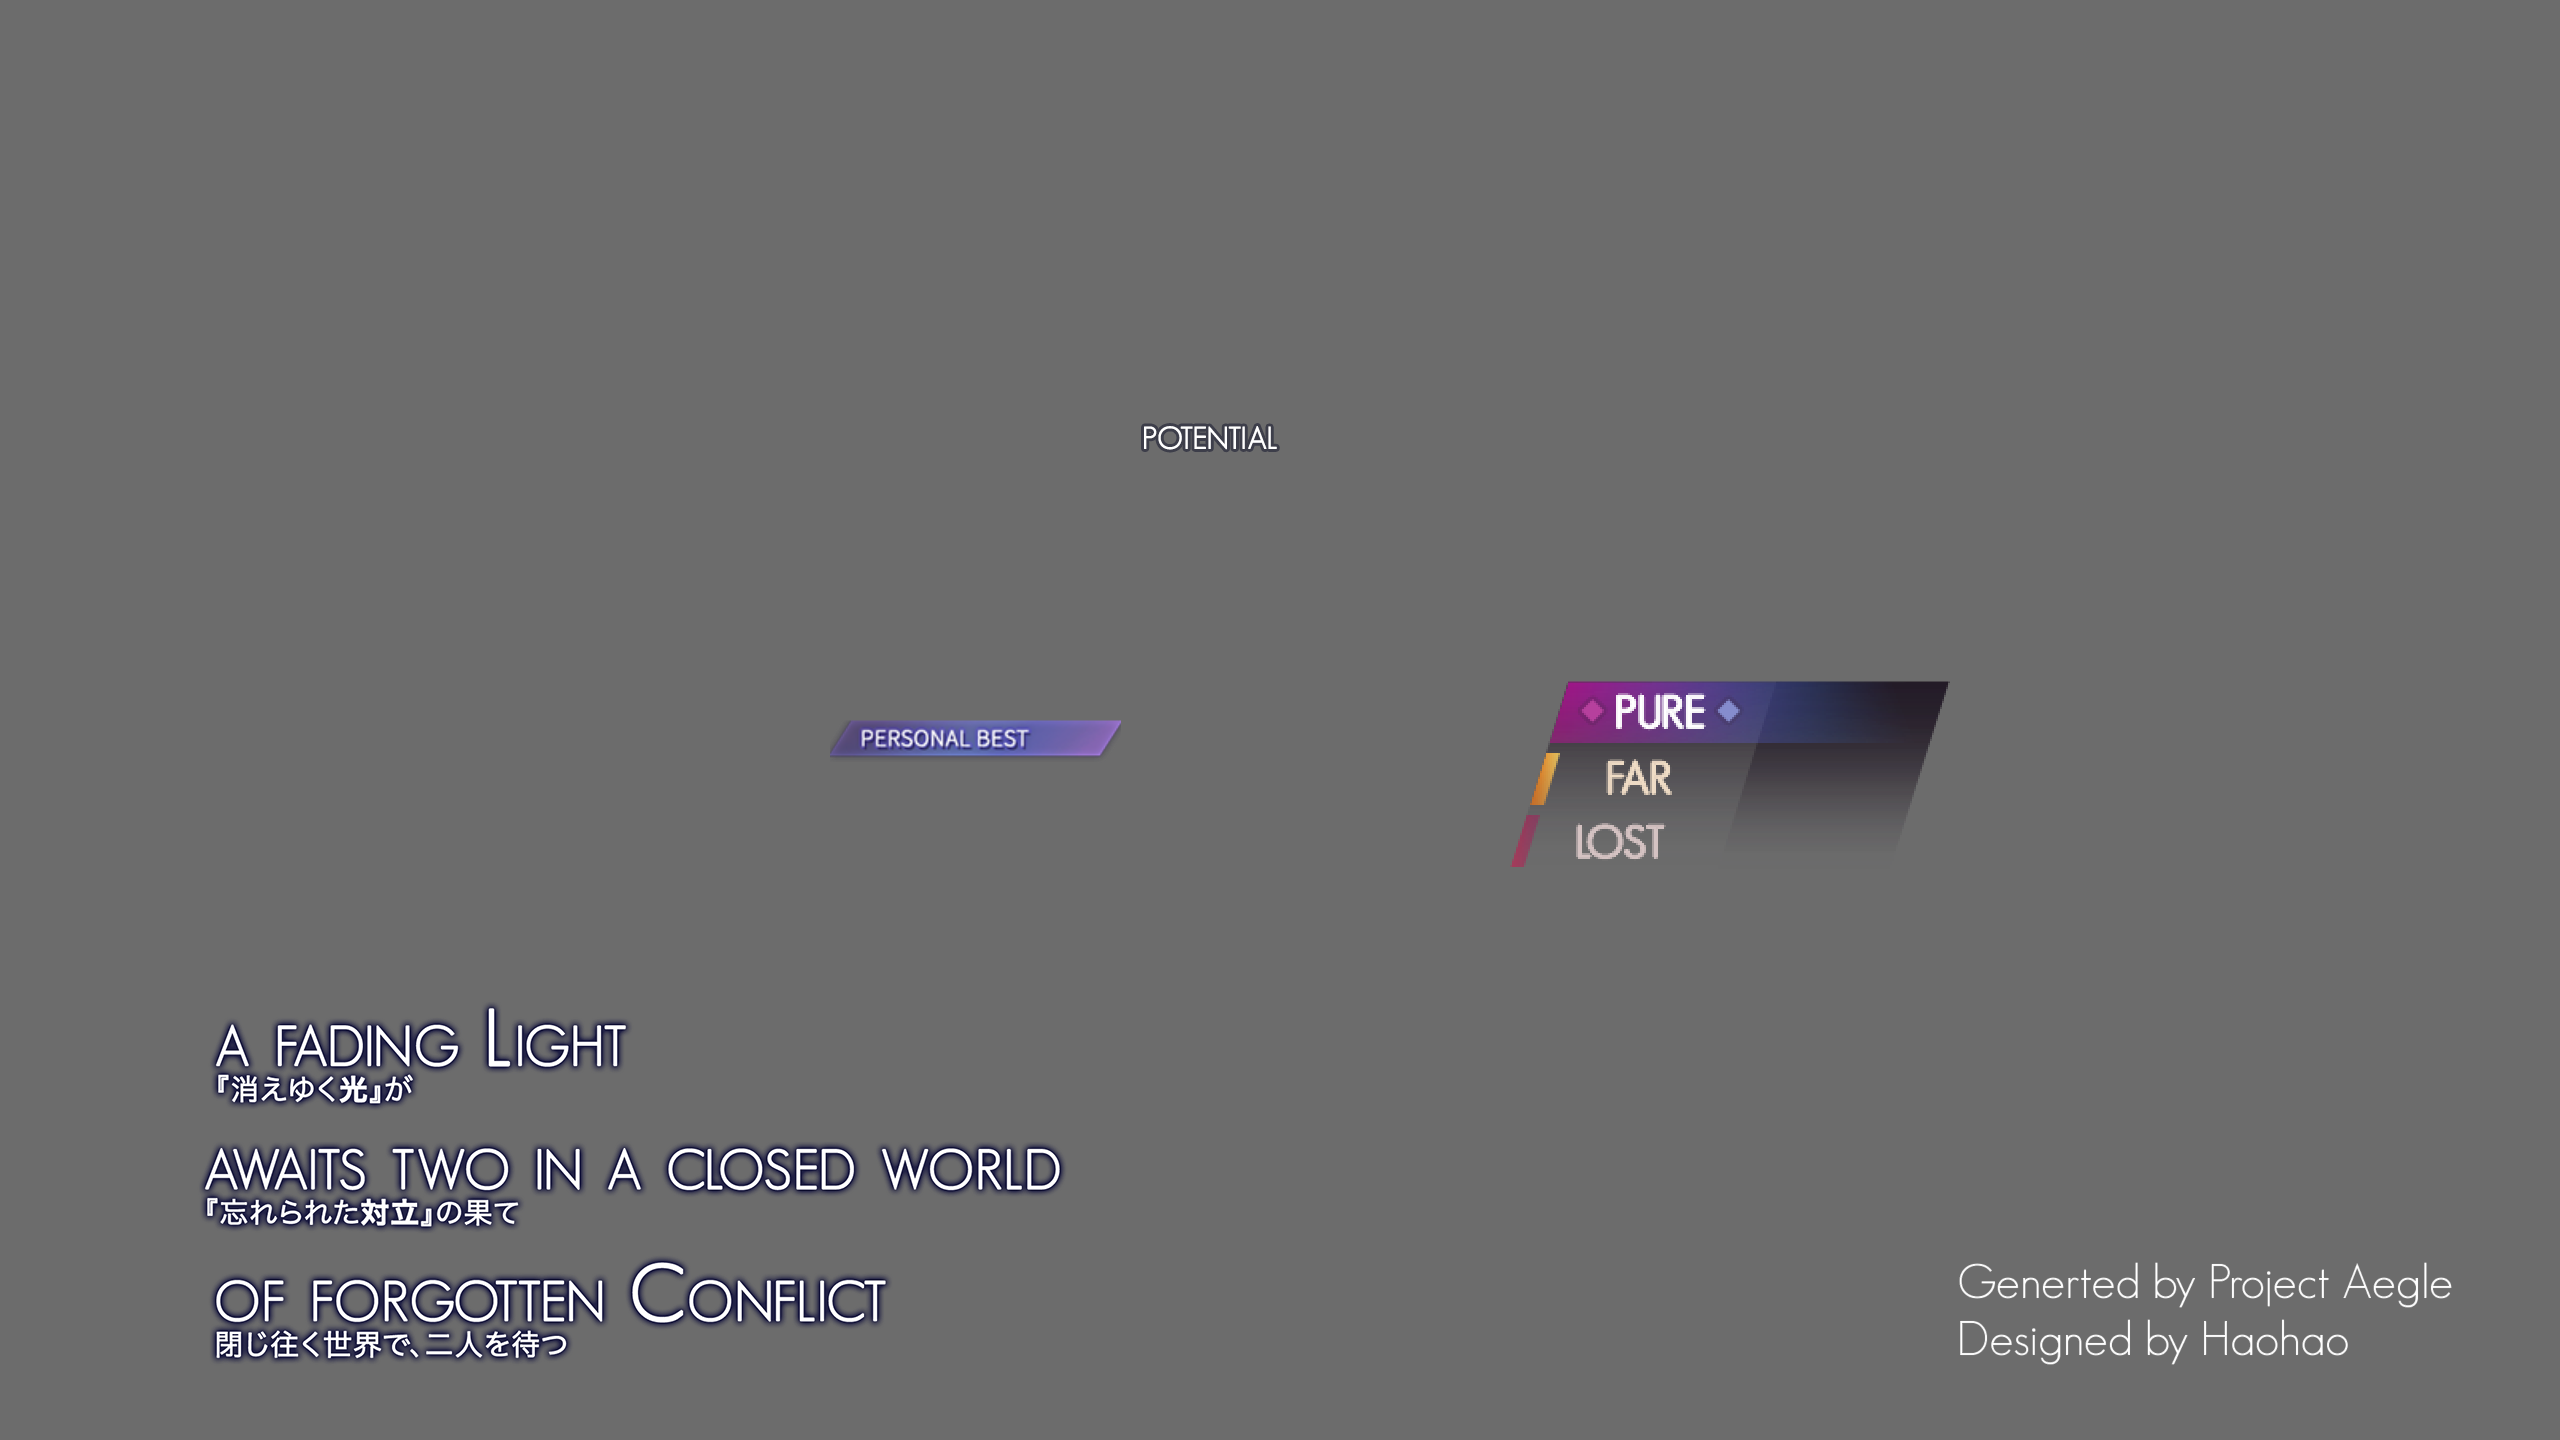 POTENTIAL
PERSONAL BEST
PURE
FAR
LOST
A FADING LIGHT
『消えゆく光』が
AWAITS TWO IN A CLOSED WORLD
『忘れられた対立』の果て
OF FORGOTTEN CONFLICT
閉じ往く世界で、二人を待つ
Generted by Project Aegle
Designed by Haohao